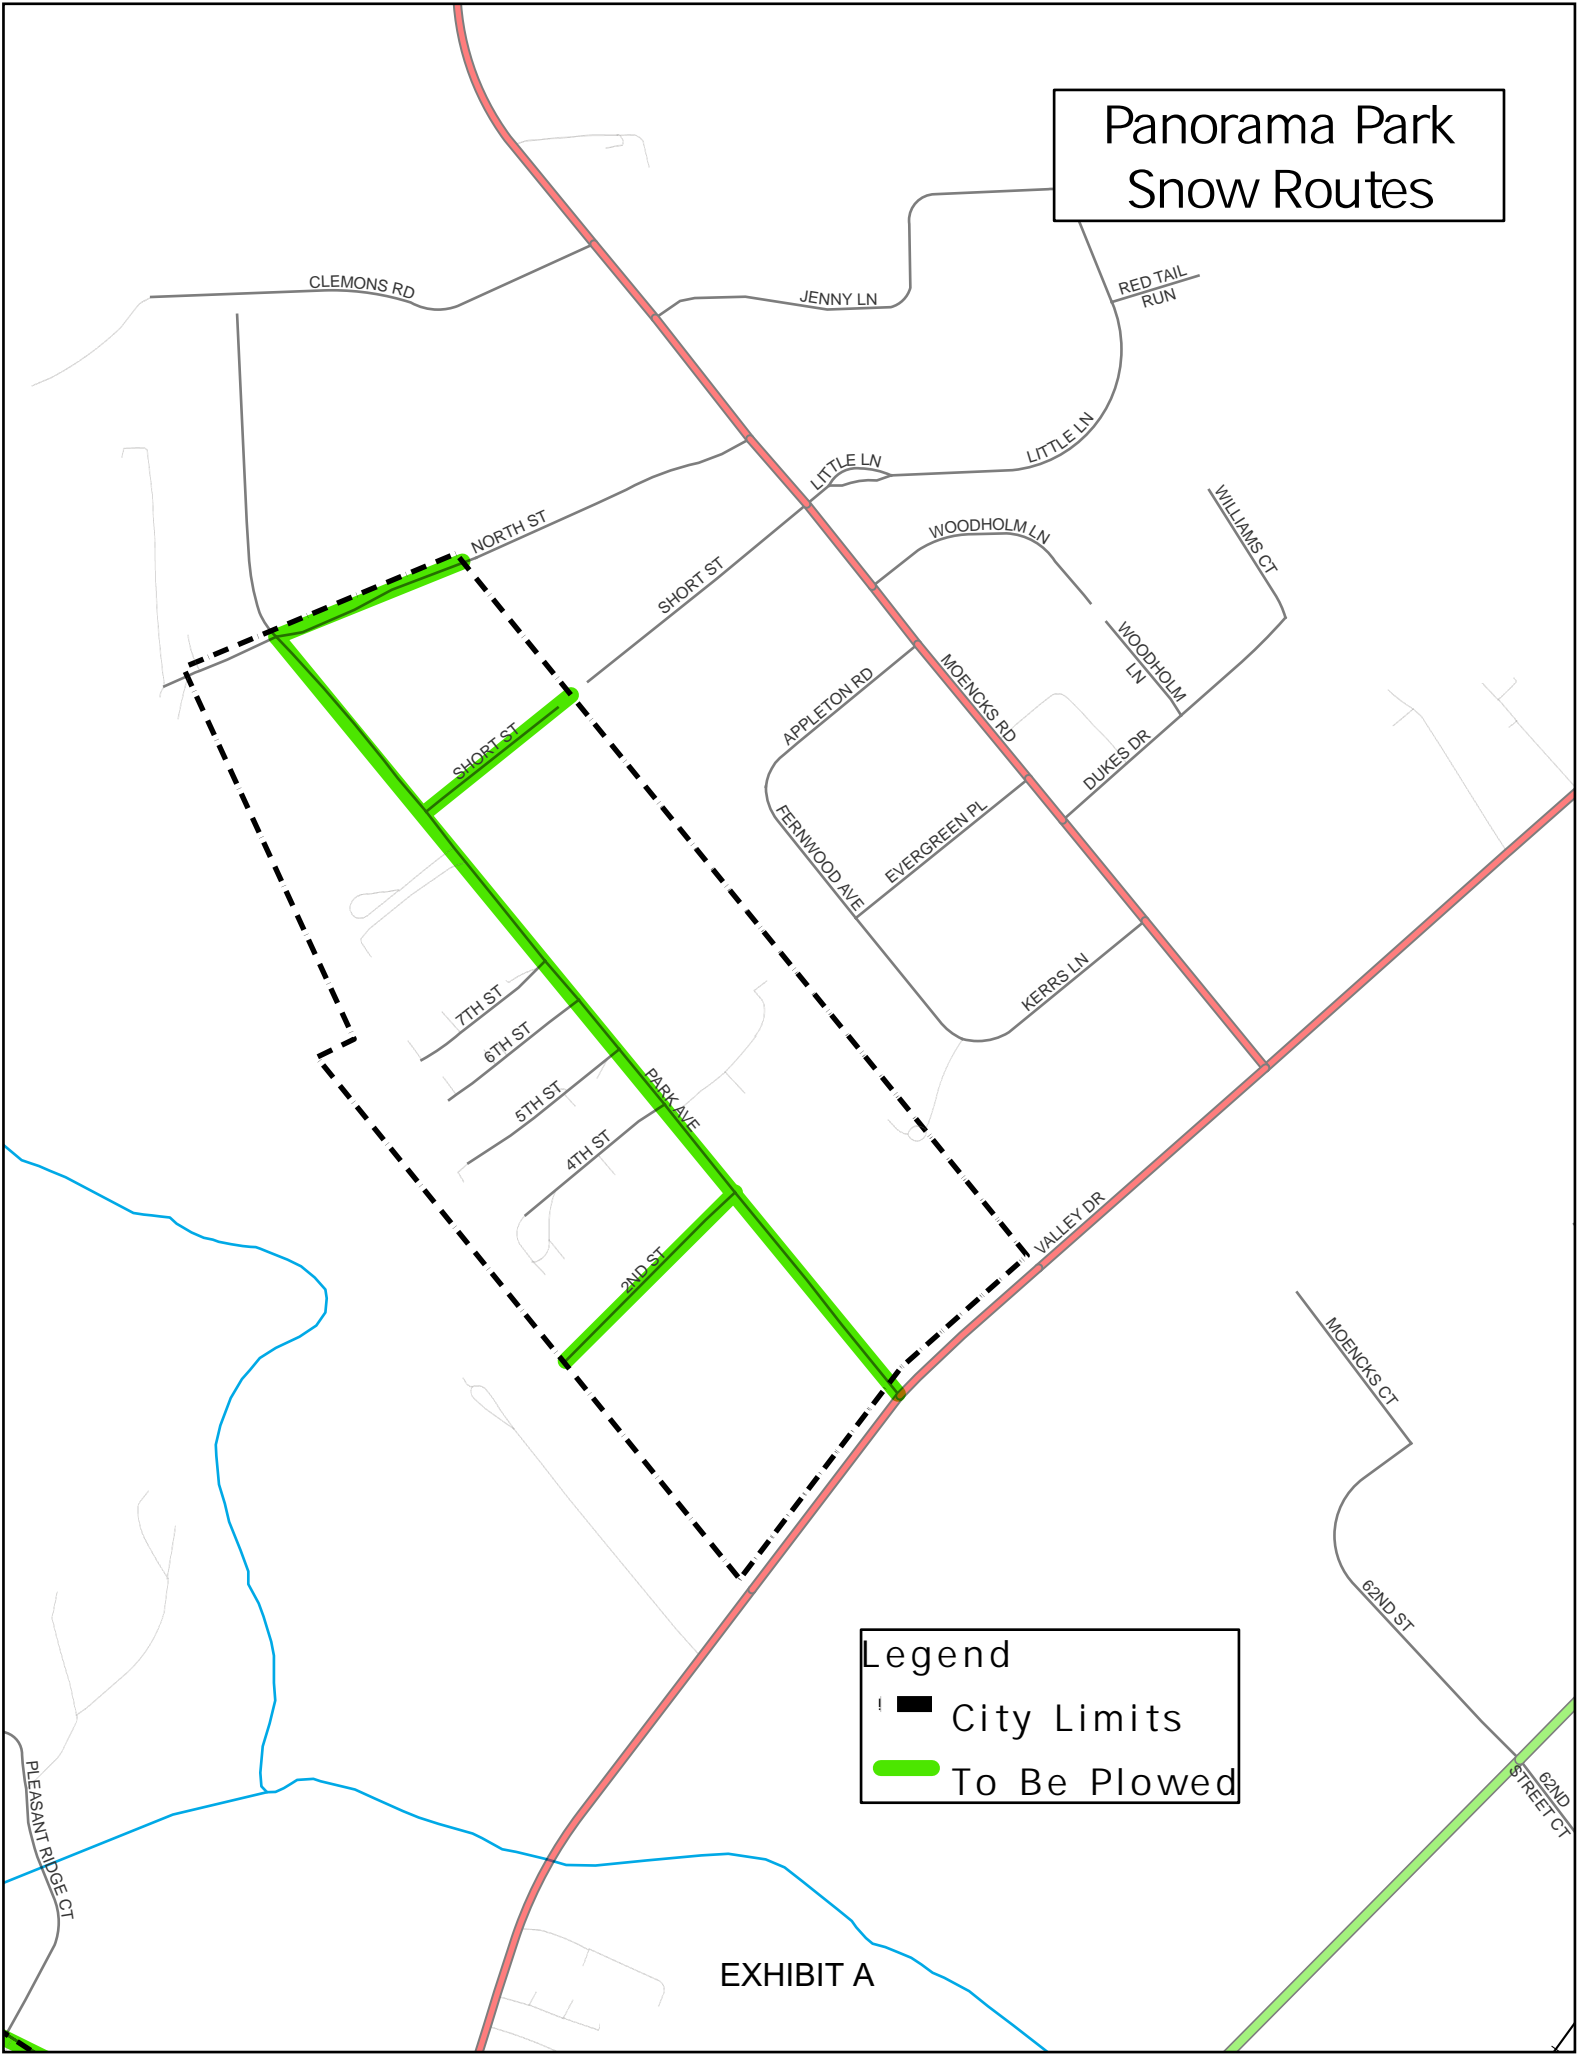 Panorama Park
Snow Routes
CLEMONS RD
JENNY LN
RED TAIL
RUN
LITTLE LN
LITTLE LN
WILLIAMS CT
NORTH ST
WOODHOLM LN
SHORT ST
WOODHOLM
LN
APPLETON RD
MOENCKS RD
SHORT ST
DUKES DR
FERNWOOD AVE
EVERGREEN PL
7TH ST
KERRS LN
6TH ST
5TH ST
PARK AVE
4TH ST
VALLEY DR
2ND ST
MOENCKS CT
62ND ST
Legend
City Limits
To Be Plowed
62ND
STREET CT
PLEASANT RIDGE CT
EXHIBIT A